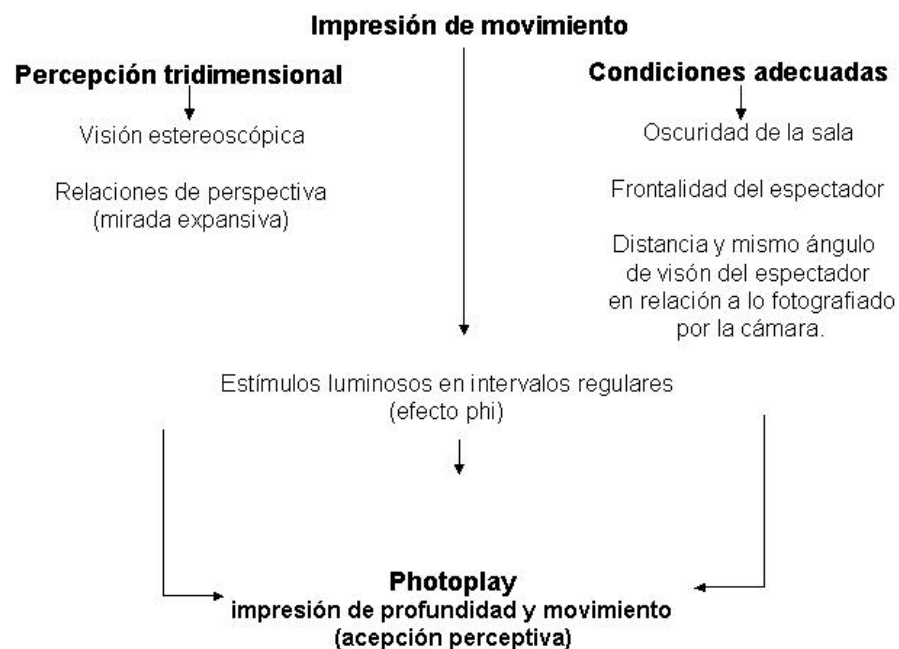 Impresión de movimiento
Percepción tridimensional
Visión estereoscópica
Relaciones de perspectiva
(mirada expansiva)
Condiciones adecuadas
Oscuridad de la sala
Frontalidad del espectador
Distancia y mismo ángulo
de visón del espectador
en relación a lo fotografiado
por la cámara.
Estímulos luminosos en intervalos regulares
(efecto phi)
Photoplay
impresión de profundidad y movimiento
(acepción perceptiva)